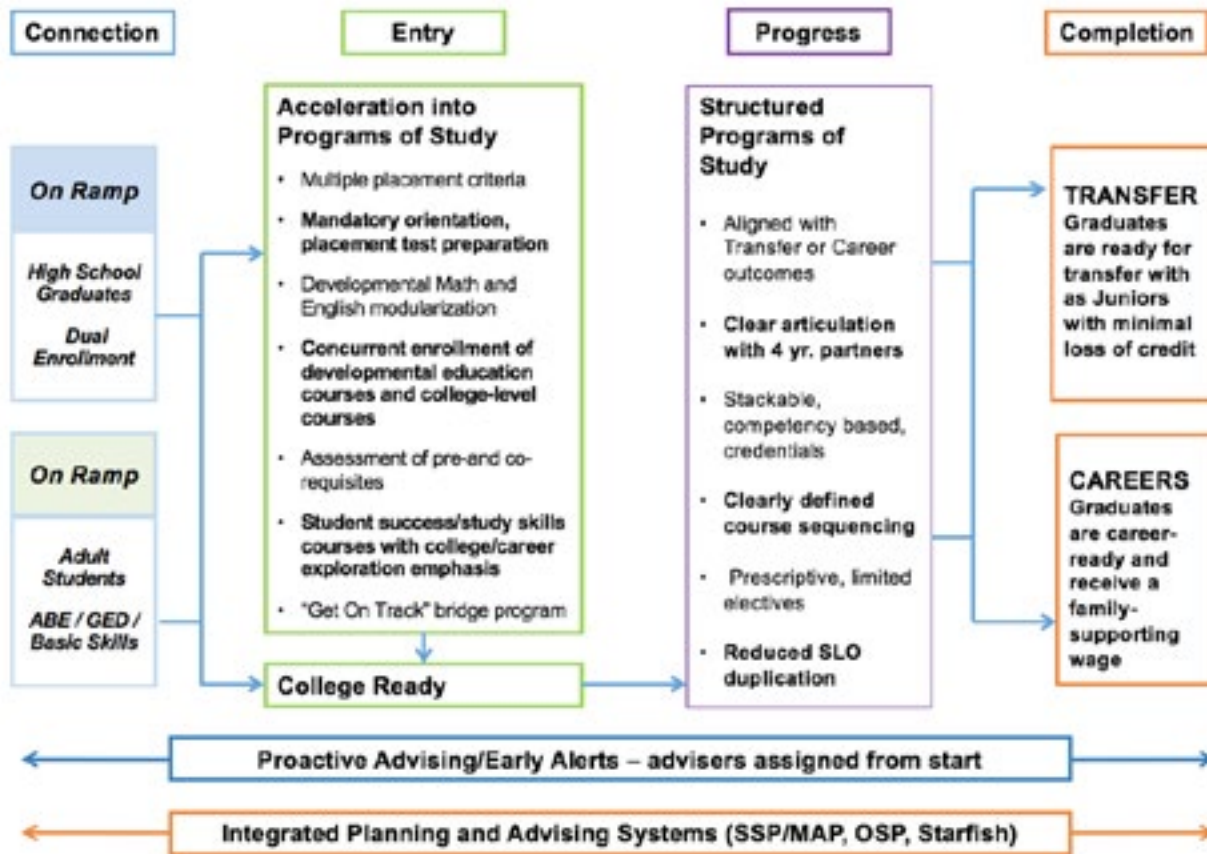 Connection
Entry
Progress
Completion
On Ramp
High School
Graduates
Dual
Enrollment
On Ramp
Adult
Students
ABE / GED /
Basic Skills
Acceleration into
Programs of Study
• Multiple placement criteria
• Mandatory orientation,
placement test preparation
• Developmental Math and
English modularization
• Concurrent enrollment of
developmental education
courses and college-level
courses
• Assessment of pre-and co-
requisites
• Student success/study skills
courses with college/career
exploration emphasis
• "Get On Track" bridge program
College Ready
Structured
Programs of
Study
• Aligned with
Transfer or Career
outcomes
• Clear articulation
with 4 yr. partners
• Stackable,
competency based,
credentials
• Clearly defined
course sequencing
• Prescriptive, limited
electives
• Reduced SLO
duplication
TRANSFER
Graduates
are ready for
transfer with
as Juniors
with minimal
loss of credit
CAREERS
Graduates
are career-
ready and
receive a
family-
supporting
wage
Proactive Advising/Early Alerts – advisers assigned from start
Integrated Planning and Advising Systems (SSP/MAP, OSP, Starfish)